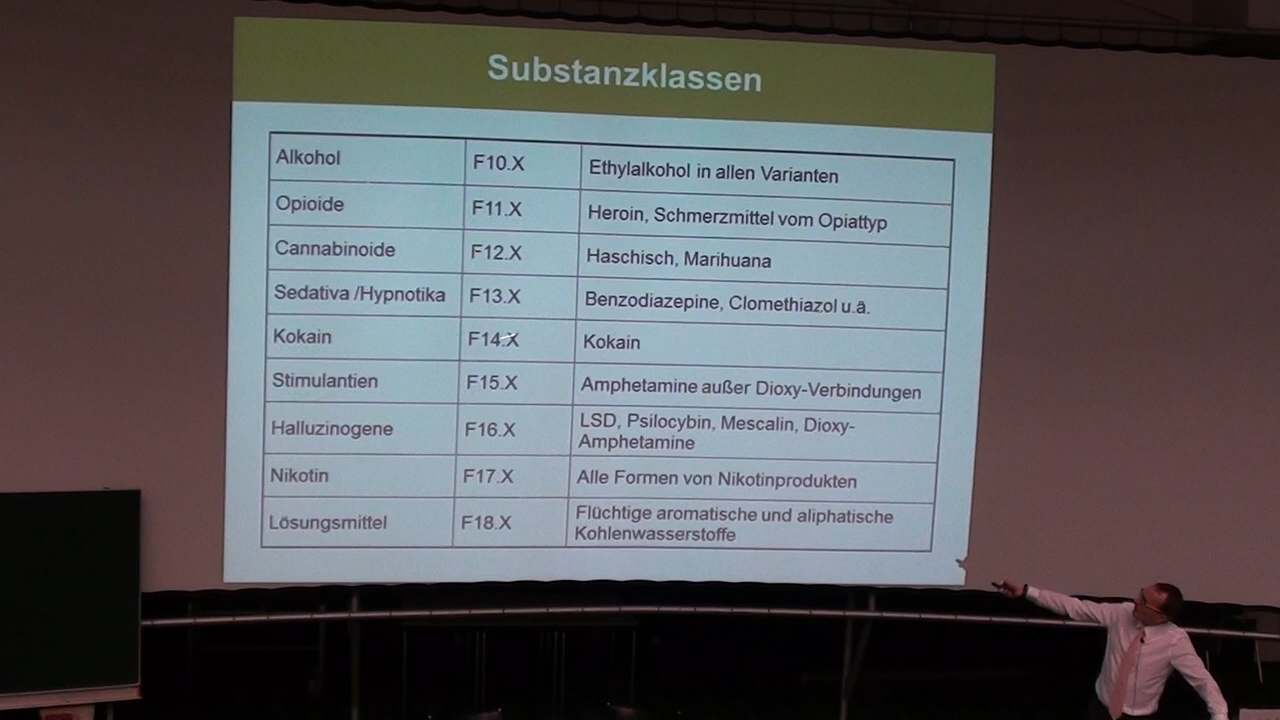 Substanzklassen
Alkohol F10.X Ethylalkohol in allen Varianten
Opioide F11.X Heroin, Schmerzmittel vom Opiattyp
Cannabinoide F12.X Haschisch, Marihuana
Sedativa /Hypnotika F13.X Benzodiazepine, Clomethiazol u.ä.
Kokain F14.X Kokain
Stimulantien F15.X Amphetamine außer Dioxy-Verbindungen
Halluzinogene F16.X LSD, Psilocybin, Mescalin, Dioxy-
Amphetamine
Nikotin F17.X Alle Formen von Nikotinprodukten
Lösungsmittel F18.X Flüchtige aromatische und aliphatische
Kohlenwasserstoffe